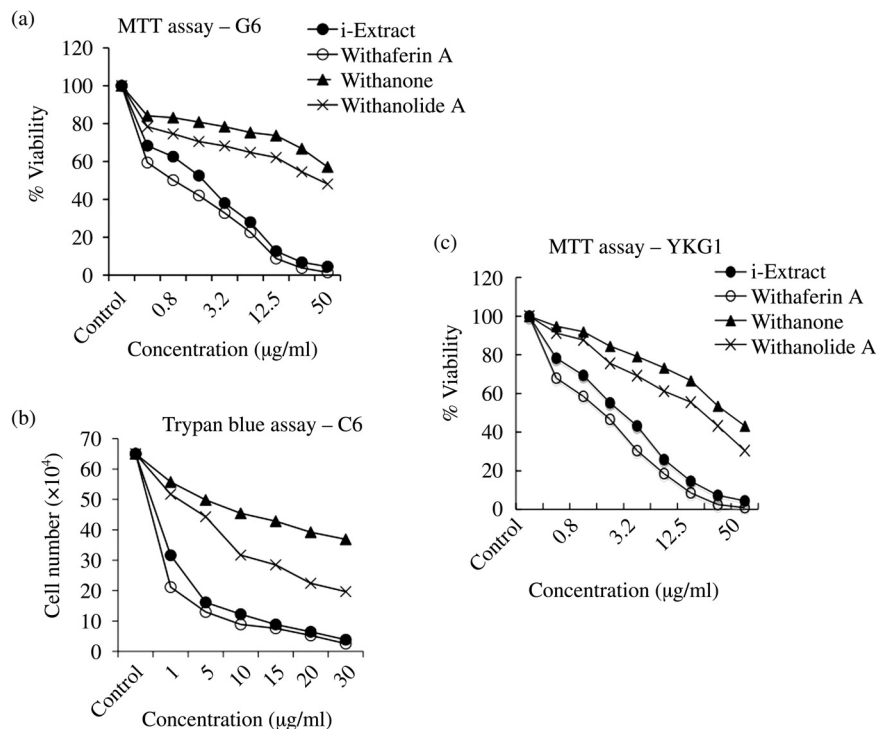 (a)
MTT assay – G6
i-Extract
Withaferin A
Withanone
Withanolide A
% Viability
120
100
80
60
40
20
0
Control
0.8
3.2
12.5
50
Concentration (μg/ml)
(b)
Trypan blue assay – C6
Cell number (×10⁴)
70
60
50
40
30
20
10
0
Control
1
5
10
15
20
30
Concentration (μg/ml)
(c)
MTT assay – YKG1
i-Extract
Withaferin A
Withanone
Withanolide A
% Viability
120
100
80
60
40
20
0
Control
0.8
3.2
12.5
50
Concentration (μg/ml)